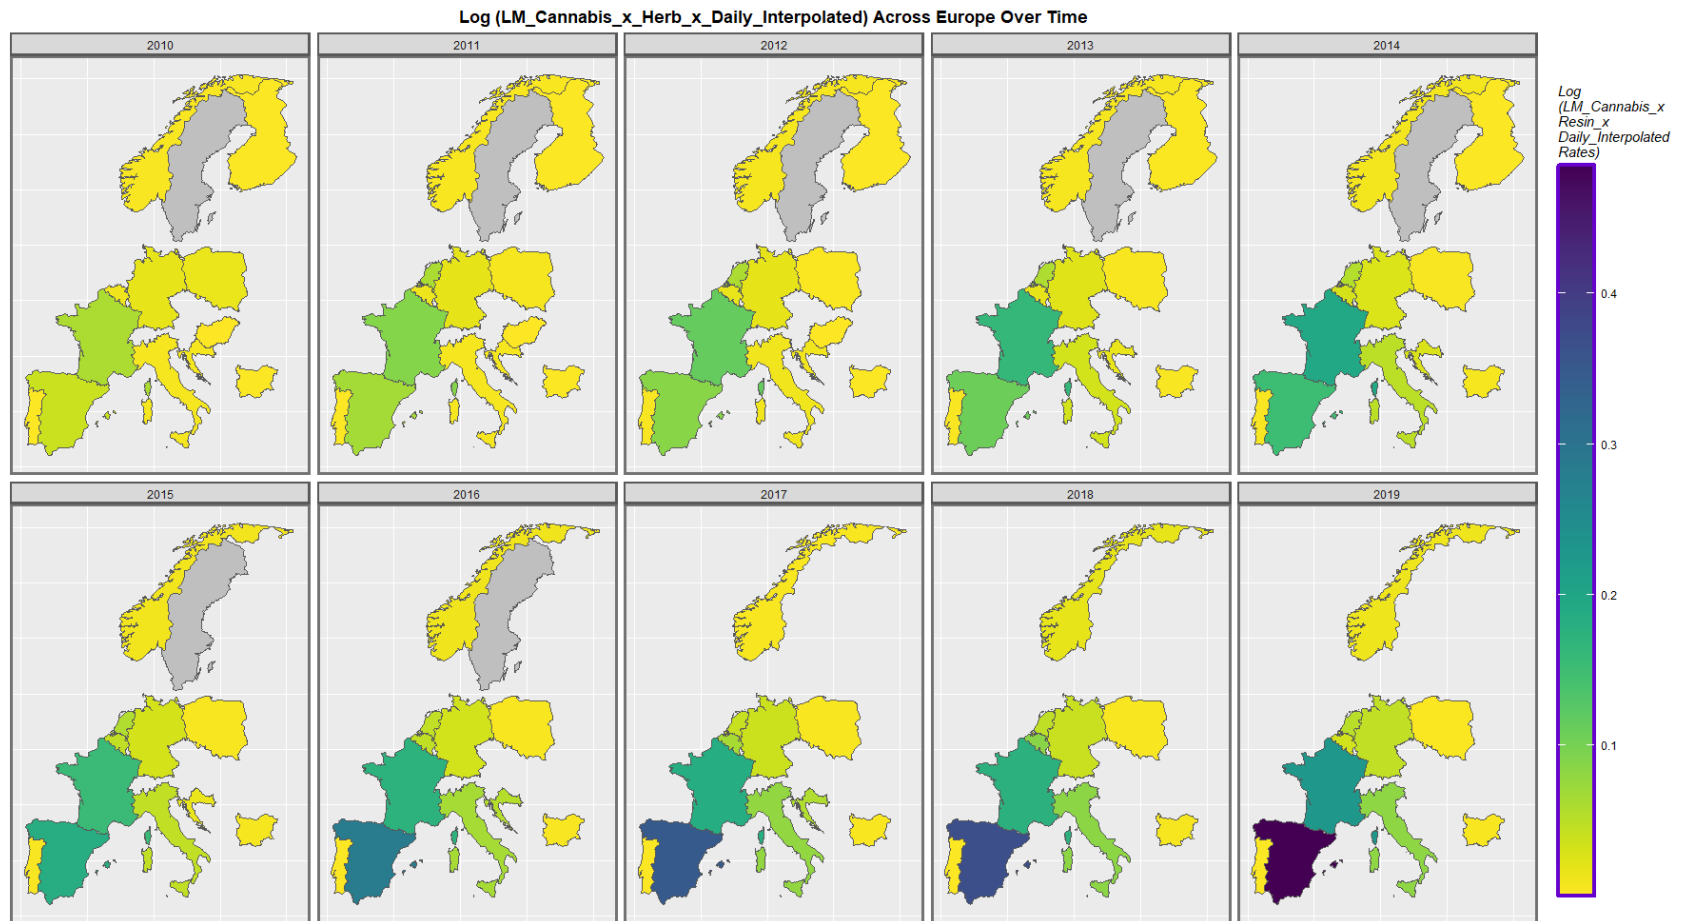 Log (LM_Cannabis_x_Herb_x_Daily_Interpolated) Across Europe Over Time
2010
2011
2012
2013
2014
2015
2016
2017
2018
2019
Log
(LM_Cannabis_x
Resin_x
Daily_Interpolated
Rates)
0.4
0.3
0.2
0.1